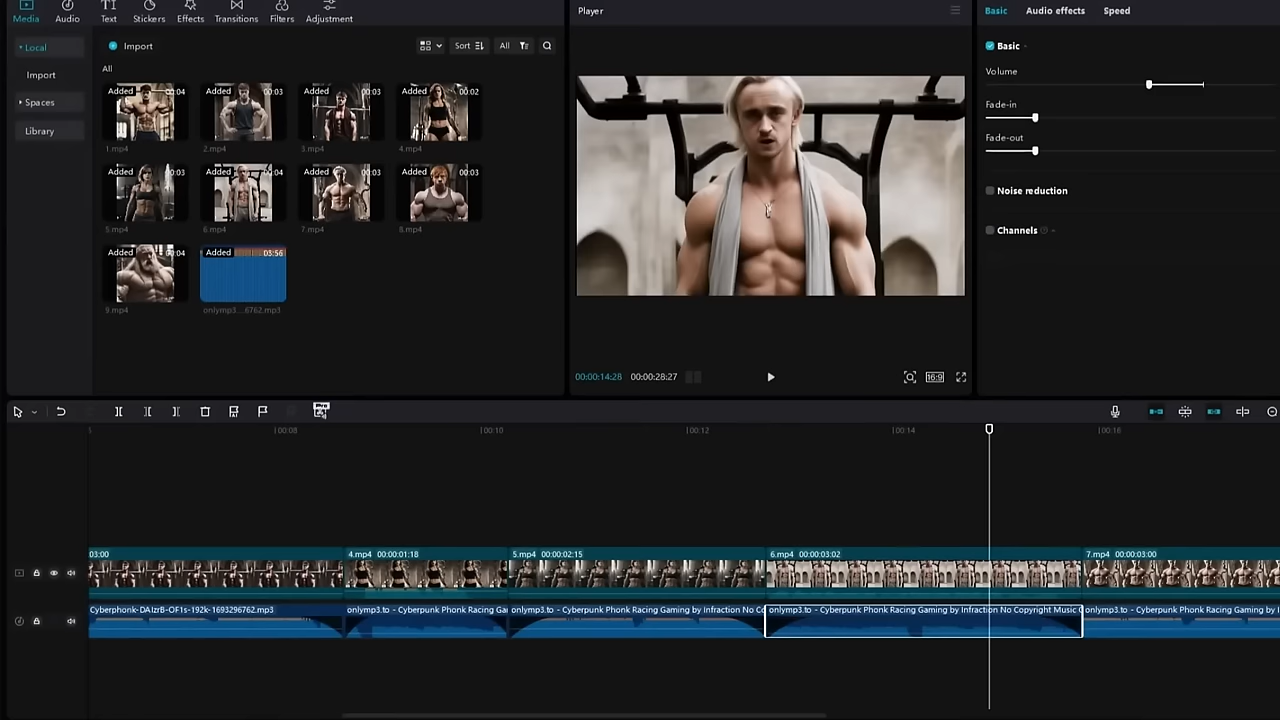 Media Audio Text Stickers Effects Transitions Filters Adjustment
Local
Import
Spaces
Library
Import
Sort All
All
Added 00:04
1.mp4
Added 00:03
2.mp4
Added 00:03
3.mp4
Added 00:02
4.mp4
Added 00:03
5.mp4
Added 00:04
6.mp4
Added 00:03
7.mp4
Added 00:03
8.mp4
Added 00:04
9.mp4
Added 03:56
onlymp3...6762.mp3
Player
00:00:14:28 00:00:28:27
16:9
Basic Audio effects Speed
Basic
Volume
Fade-in
Fade-out
Noise reduction
Channels
Pro
00:08 00:10 00:12 00:14 00:16
03:00
4.mp4 00:00:01:18
5.mp4 00:00:02:15
6.mp4 00:00:03:02
7.mp4 00:00:03:00
Cyberphonk-DAIzrB-OF1s-192k-1693296762.mp3
onlymp3.to - Cyberpunk Phonk Racing Ga
onlymp3.to - Cyberpunk Phonk Racing Gaming by Infraction No Co
onlymp3.to - Cyberpunk Phonk Racing Gaming by Infraction No Copyright Music
onlymp3.to - Cyberpunk Phonk Racing Gaming by I